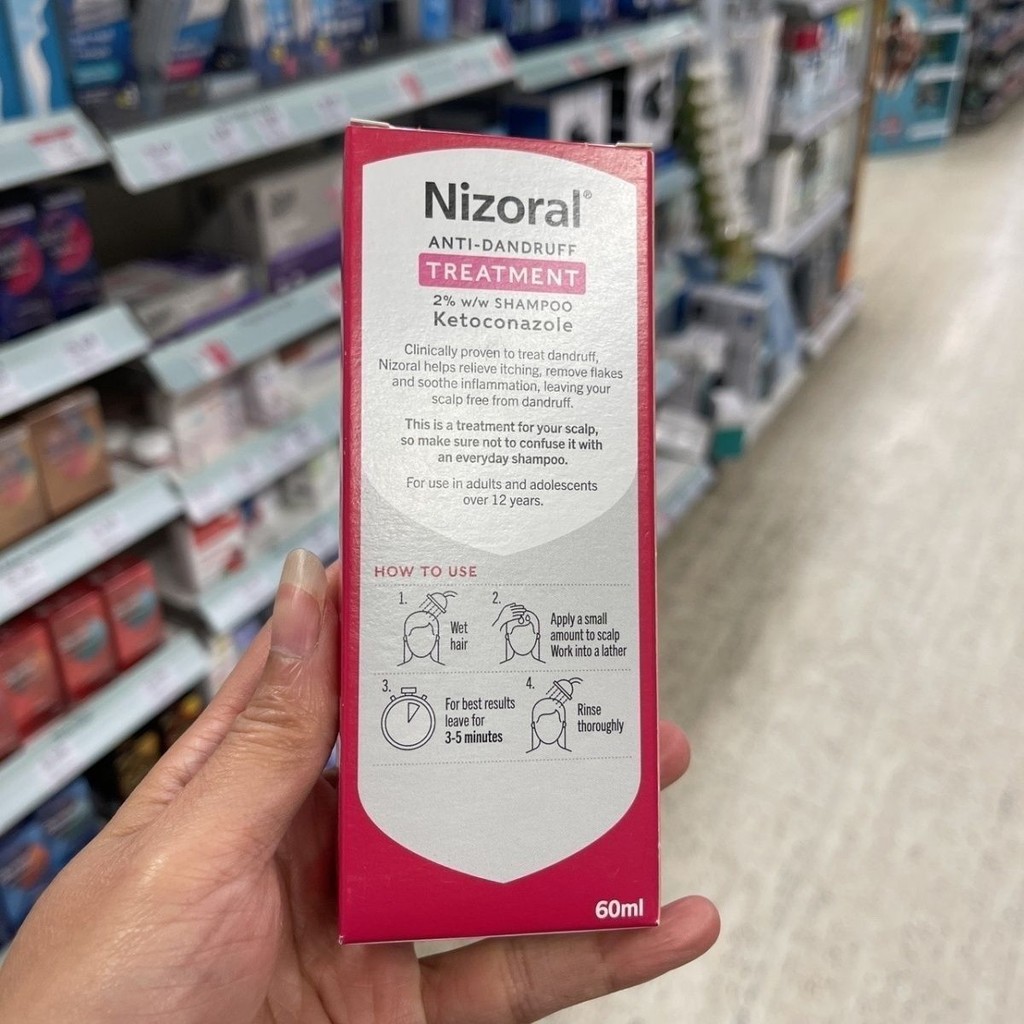 Nizoral®
ANTI-DANDRUFF
TREATMENT
2% w/w SHAMPOO
Ketoconazole
Clinically proven to treat dandruff,
Nizoral helps relieve itching, remove flakes
and soothe inflammation, leaving your
scalp free from dandruff.
This is a treatment for your scalp,
so make sure not to confuse it with
an everyday shampoo.
For use in adults and adolescents
over 12 years.
HOW TO USE
1.
Wet
hair
2.
Apply a small
amount to scalp
Work into a lather
3.
For best results
leave for
3-5 minutes
4.
Rinse
thoroughly
60ml